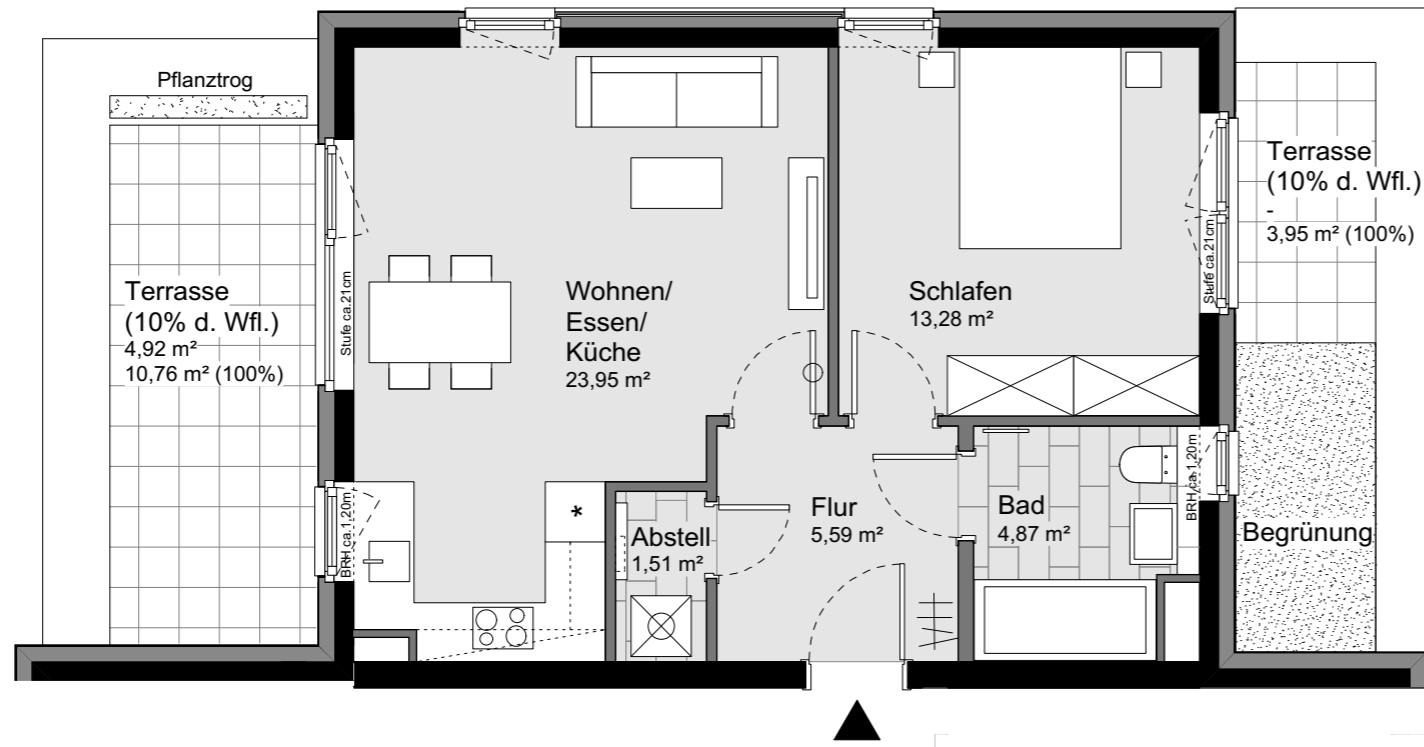 Pflanztrog
Terrasse
(10% d. Wfl.)
4,92 m²
10,76 m² (100%)
Stufe ca.21cm
BRH ca.1,20m
Wohnen/
Essen/
Küche
23,95 m²
*
Abstell
1,51 m²
Flur
5,59 m²
Schlafen
13,28 m²
Bad
4,87 m²
Stufe ca.21cm
BRH ca.1,20m
Terrasse
(10% d. Wfl.)
-
3,95 m² (100%)
Begrünung